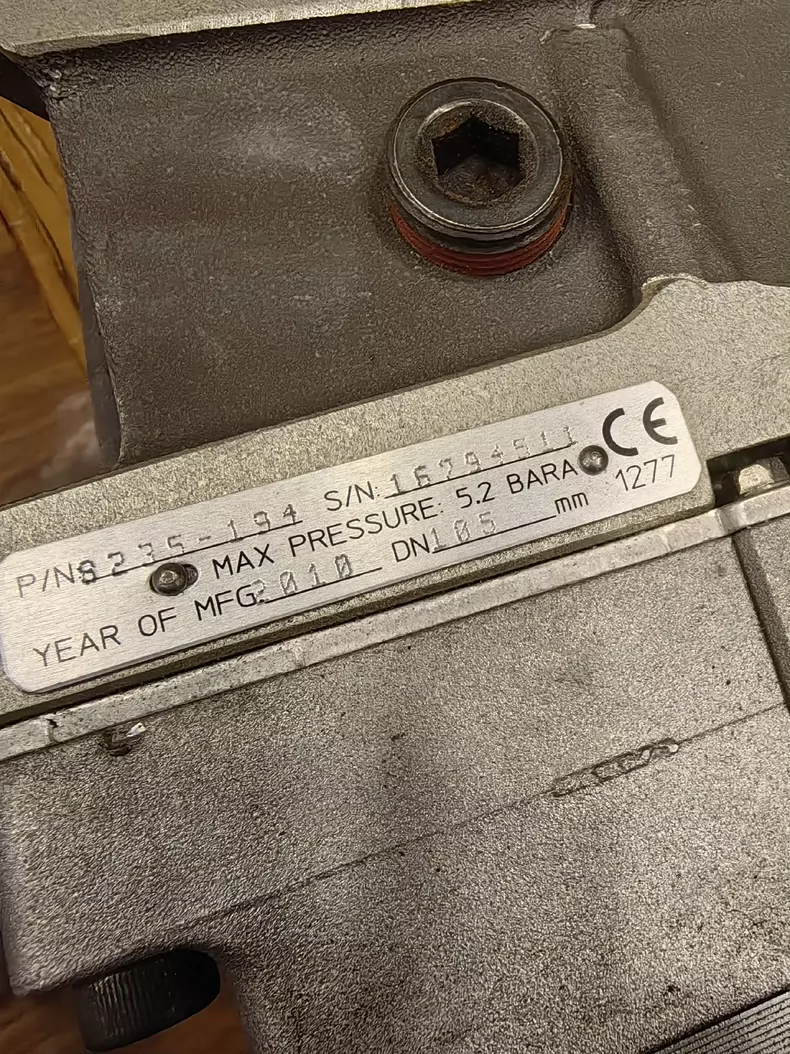 P/N 8235-194 S/N: 16794511 CE
MAX PRESSURE: 5.2 BARA 1277
YEAR OF MFG: 2010 DN 105 mm